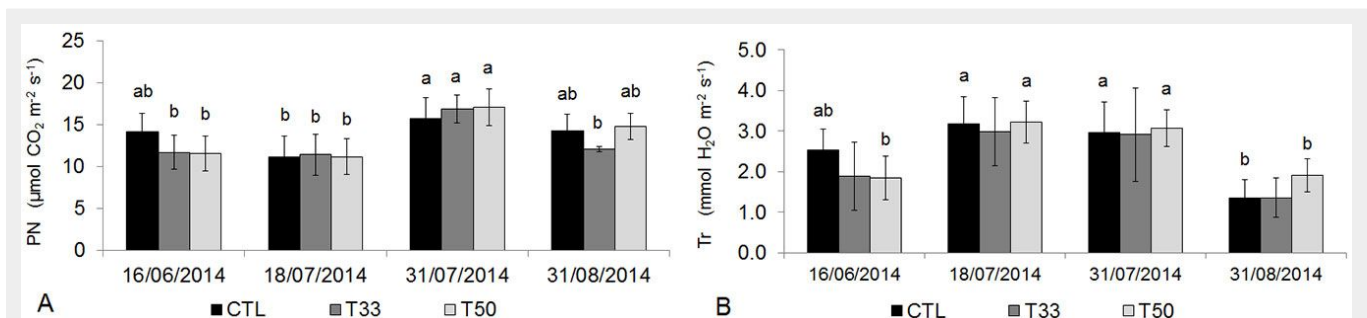 25
20
15
10
5
0
PN (µmol CO₂ m⁻² s⁻¹)
ab b b
b b b
a a a
ab b ab
16/06/2014 18/07/2014 31/07/2014 31/08/2014
A
CTL T33 T50
5.0
4.0
3.0
2.0
1.0
0.0
Tr (mmol H₂O m⁻² s⁻¹)
ab b
a a
a a
b b
16/06/2014 18/07/2014 31/07/2014 31/08/2014
B
CTL T33 T50